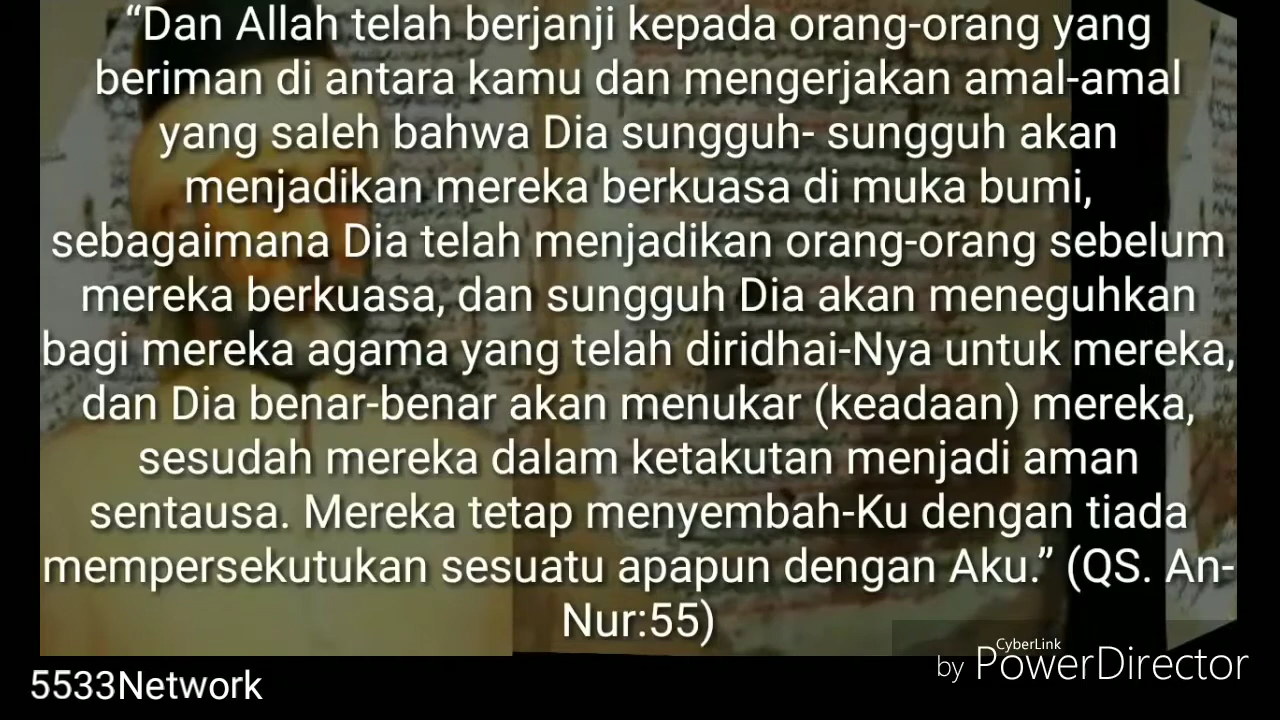 “Dan Allah telah berjanji kepada orang-orang yang
beriman di antara kamu dan mengerjakan amal-amal
yang saleh bahwa Dia sungguh- sungguh akan
menjadikan mereka berkuasa di muka bumi,
sebagaimana Dia telah menjadikan orang-orang sebelum
mereka berkuasa, dan sungguh Dia akan meneguhkan
bagi mereka agama yang telah diridhai-Nya untuk mereka,
dan Dia benar-benar akan menukar (keadaan) mereka,
sesudah mereka dalam ketakutan menjadi aman
sentausa. Mereka tetap menyembah-Ku dengan tiada
mempersekutukan sesuatu apapun dengan Aku.” (QS. An-
Nur:55)
5533Network
CyberLink
by PowerDirector